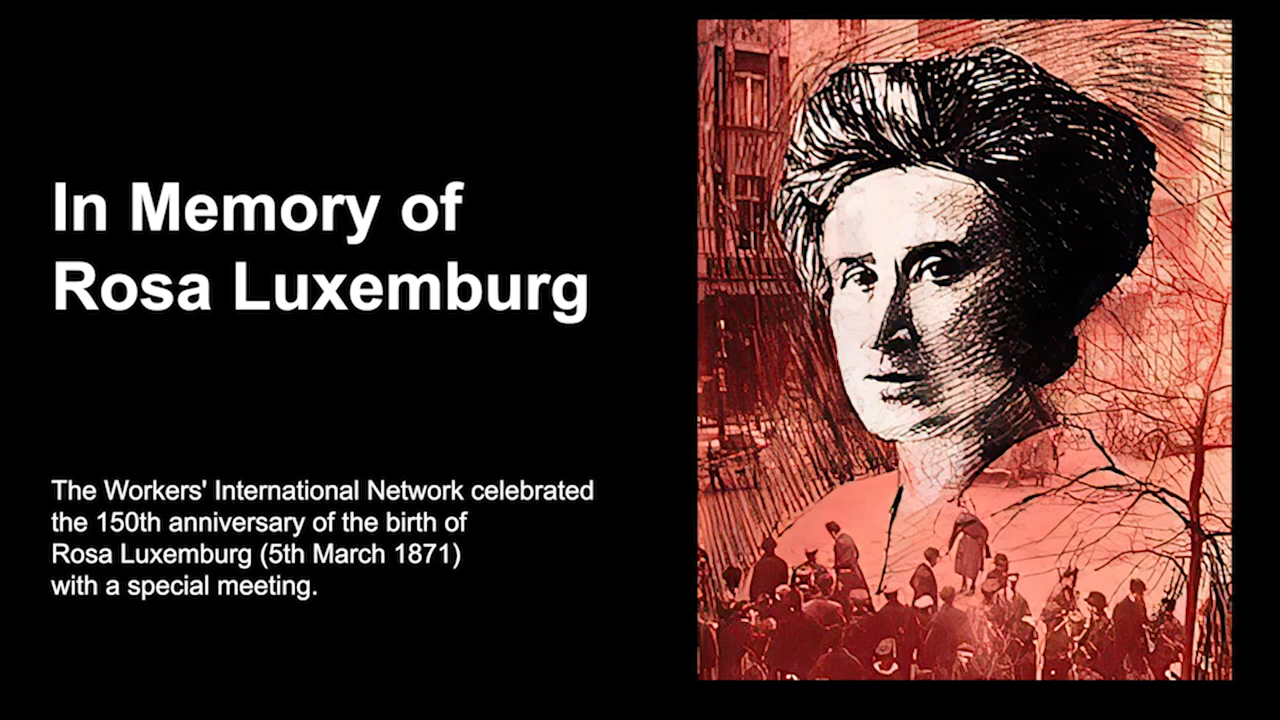 In Memory of
Rosa Luxemburg
The Workers' International Network celebrated
the 150th anniversary of the birth of
Rosa Luxemburg (5th March 1871)
with a special meeting.